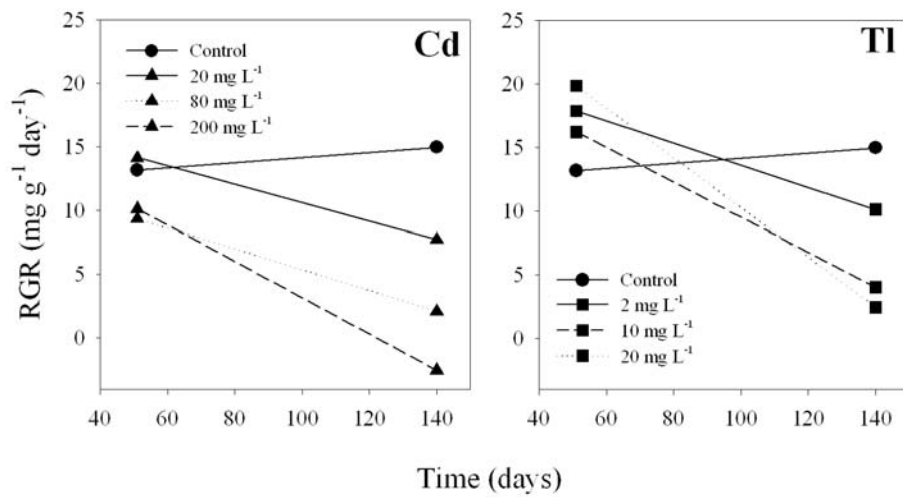 RGR (mg g⁻¹ day⁻¹)
25
20
15
10
5
0
Cd
Control
20 mg L⁻¹
80 mg L⁻¹
200 mg L⁻¹
40 60 80 100 120 140
25
20
15
10
5
0
Tl
Control
2 mg L⁻¹
10 mg L⁻¹
20 mg L⁻¹
40 60 80 100 120 140
Time (days)